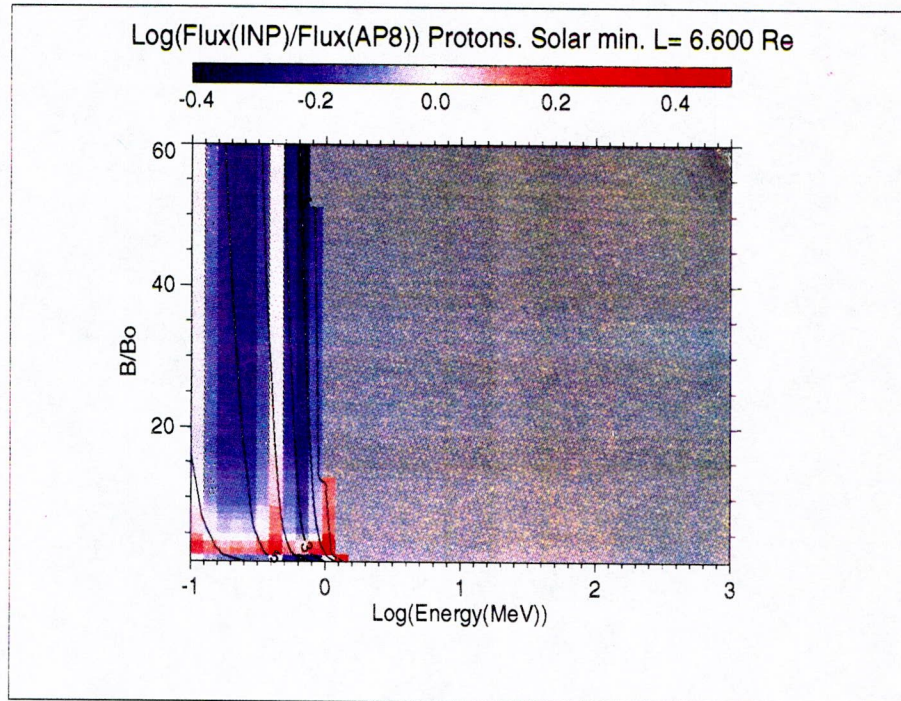 Log(Flux(INP)/Flux(AP8)) Protons. Solar min. L= 6.600 Re
-0.4 -0.2 0.0 0.2 0.4
60
40
B/Bo
20
3
-1 0 1 2 3
Log(Energy(MeV))